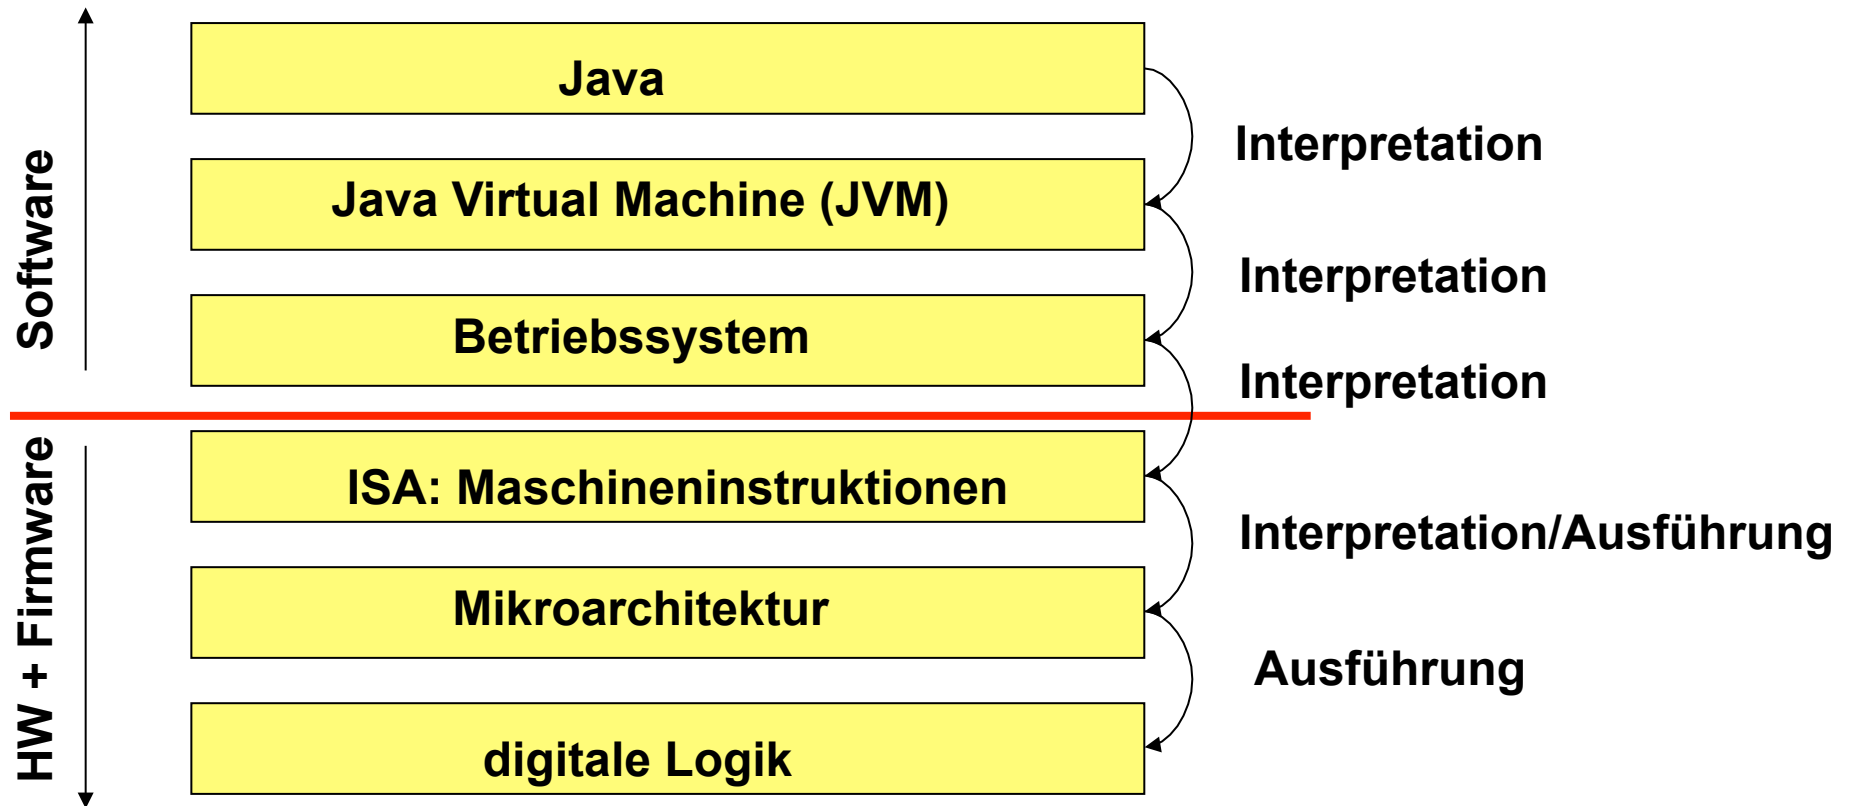 Software
Java
Interpretation
Java Virtual Machine (JVM)
Interpretation
Betriebssystem
Interpretation
HW + Firmware
ISA: Maschineninstruktionen
Interpretation/Ausführung
Mikroarchitektur
Ausführung
digitale Logik